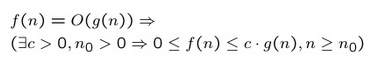 f(n) = O(g(n)) ⇒
(∃c > 0, n₀ > 0 ⇒ 0 ≤ f(n) ≤ c · g(n), n ≥ n₀)